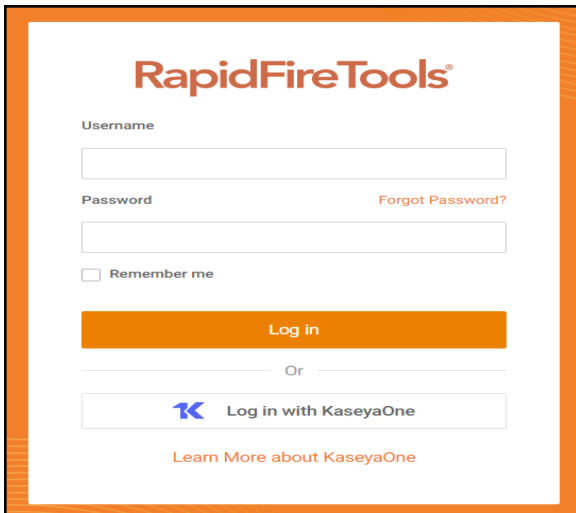 RapidFireTools®
Username
Password Forgot Password?
Remember me
Log in
Or
Log in with KaseyaOne
Learn More about KaseyaOne